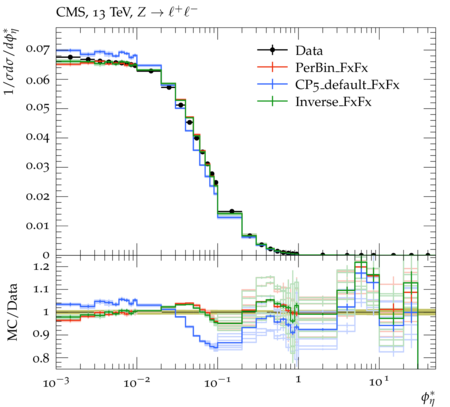 CMS, 13 TeV, Z → ℓ⁺ℓ⁻
1/σdσ/dφ*η
0.07
0.06
0.05
0.04
0.03
0.02
0.01
0
Data
PerBin_FxFx
CP5_default_FxFx
Inverse_FxFx
MC/Data
1.2
1.1
1
0.9
0.8
10⁻³ 10⁻² 10⁻¹ 1 10¹
φ*η